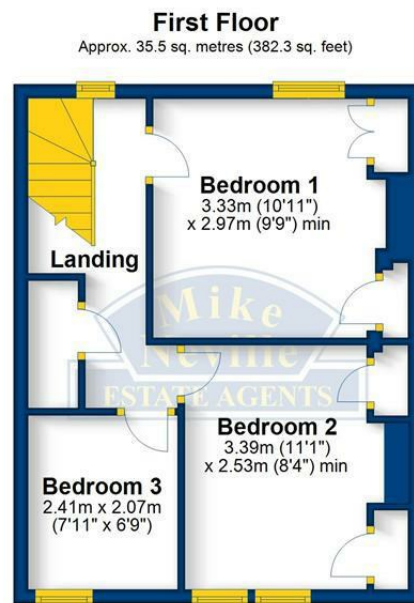 First Floor
Approx. 35.5 sq. metres (382.3 sq. feet)
Bedroom 1
3.33m (10'11")
x 2.97m (9'9") min
Landing
Mike
Neville
ESTATE AGENTS
Bedroom 2
3.39m (11'1")
x 2.53m (8'4") min
Bedroom 3
2.41m x 2.07m
(7'11" x 6'9")